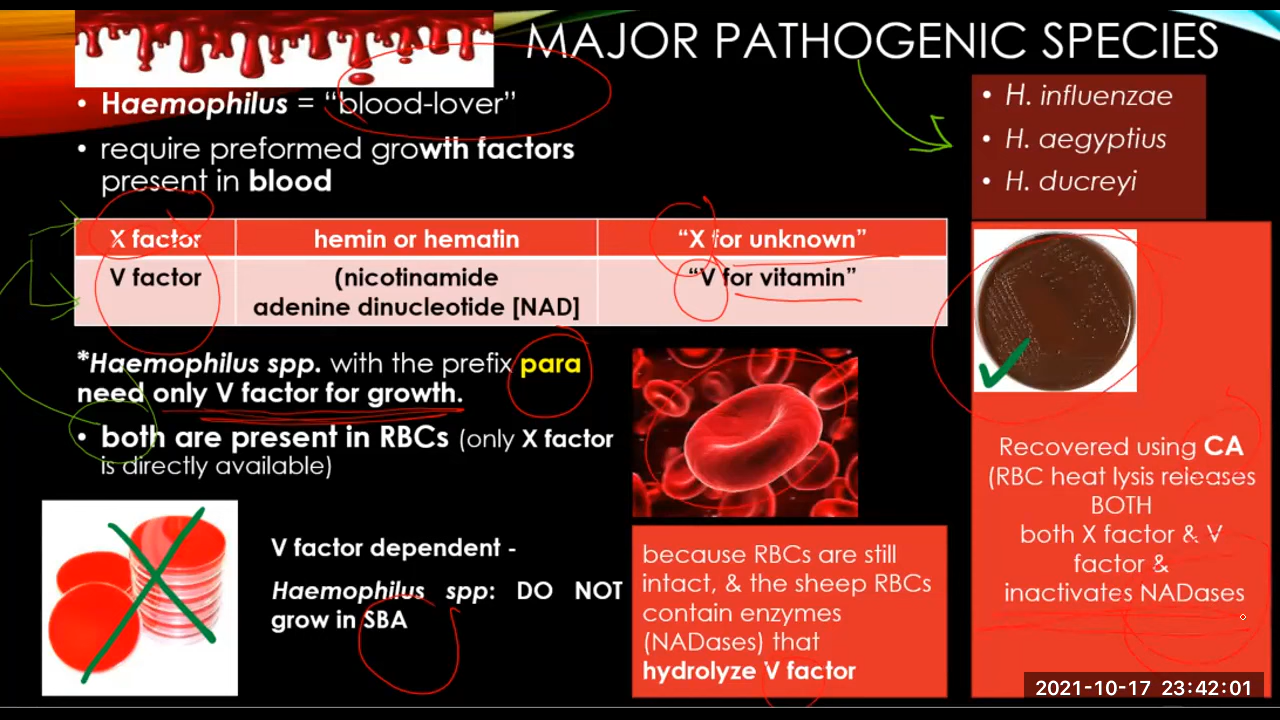 MAJOR PATHOGENIC SPECIES
• Haemophilus = “blood-lover”
• require preformed growth factors
present in blood
X factor hemin or hematin “X for unknown”
V factor (nicotinamide “V for vitamin”
adenine dinucleotide [NAD]
*Haemophilus spp. with the prefix para
need only V factor for growth.
• both are present in RBCs (only X factor
is directly available)
V factor dependent -
Haemophilus spp: DO NOT
grow in SBA
because RBCs are still
intact, & the sheep RBCs
contain enzymes
(NADases) that
hydrolyze V factor
• H. influenzae
• H. aegyptius
• H. ducreyi
Recovered using CA
(RBC heat lysis releases
BOTH
both X factor & V
factor &
inactivates NADases
2021-10-17 23:42:01